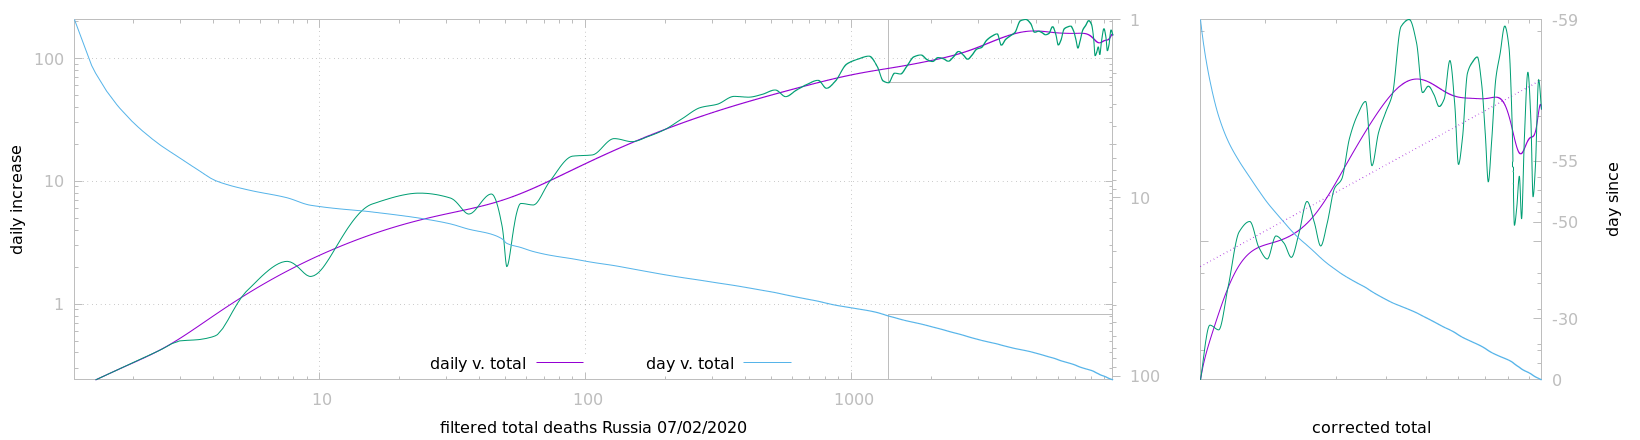 1
-59
100
daily increase
-55
day since
10
10
-50
1
-30
daily v. total
day v. total
100
0
10
100
1000
filtered total deaths Russia 07/02/2020
corrected total